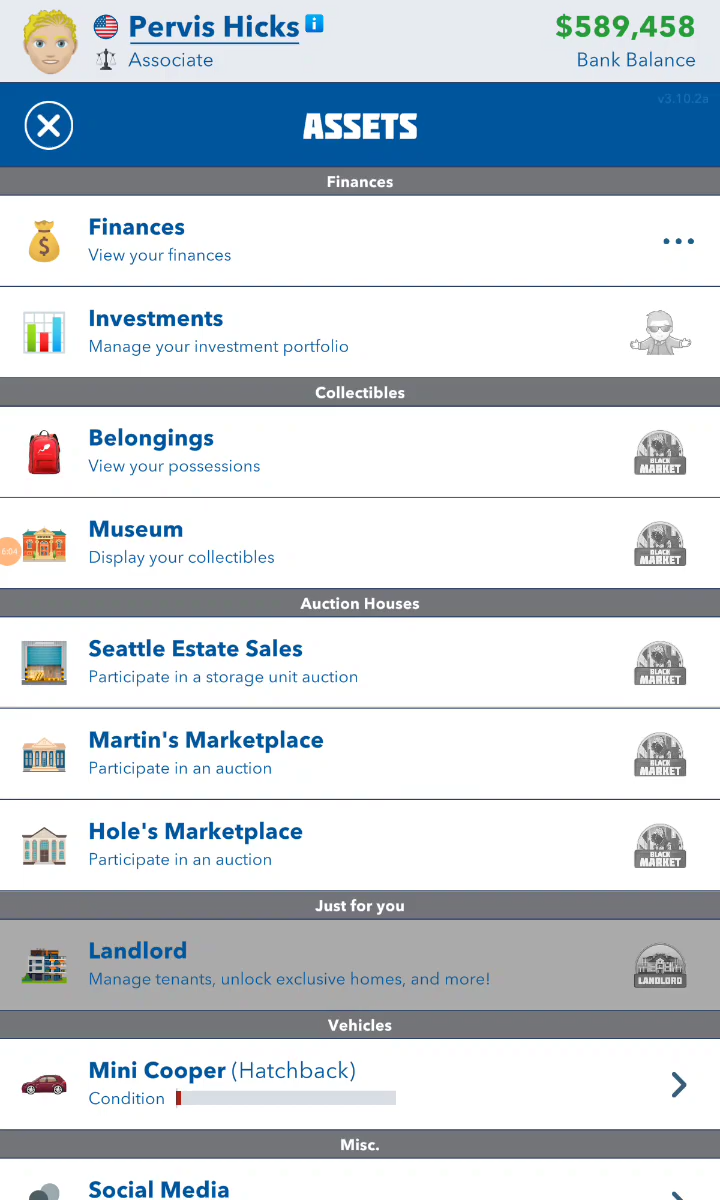 Pervis Hicks i
$589,458
Associate
Bank Balance
v3.10.2a
ASSETS
Finances
Finances
View your finances
Investments
Manage your investment portfolio
Collectibles
Belongings
View your possessions
BLACK MARKET
Museum
Display your collectibles
BLACK MARKET
6:04
Auction Houses
Seattle Estate Sales
Participate in a storage unit auction
BLACK MARKET
Martin's Marketplace
Participate in an auction
BLACK MARKET
Hole's Marketplace
Participate in an auction
BLACK MARKET
Just for you
Landlord
Manage tenants, unlock exclusive homes, and more!
LANDLORD
Vehicles
Mini Cooper (Hatchback)
Condition
Misc.
Social Media